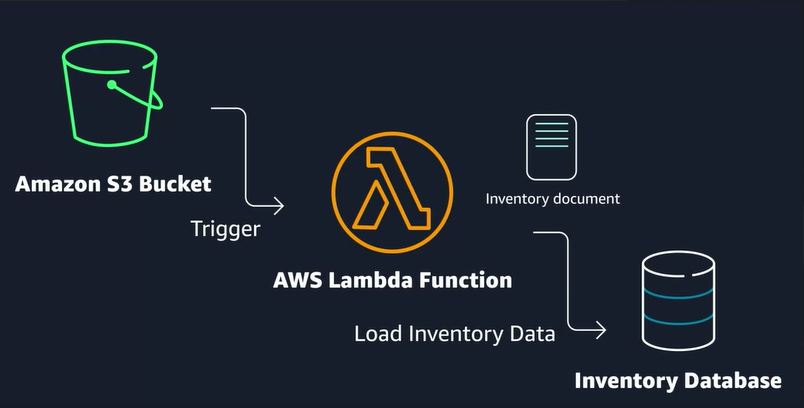 Amazon S3 Bucket
Trigger
Inventory document
AWS Lambda Function
Load Inventory Data
Inventory Database